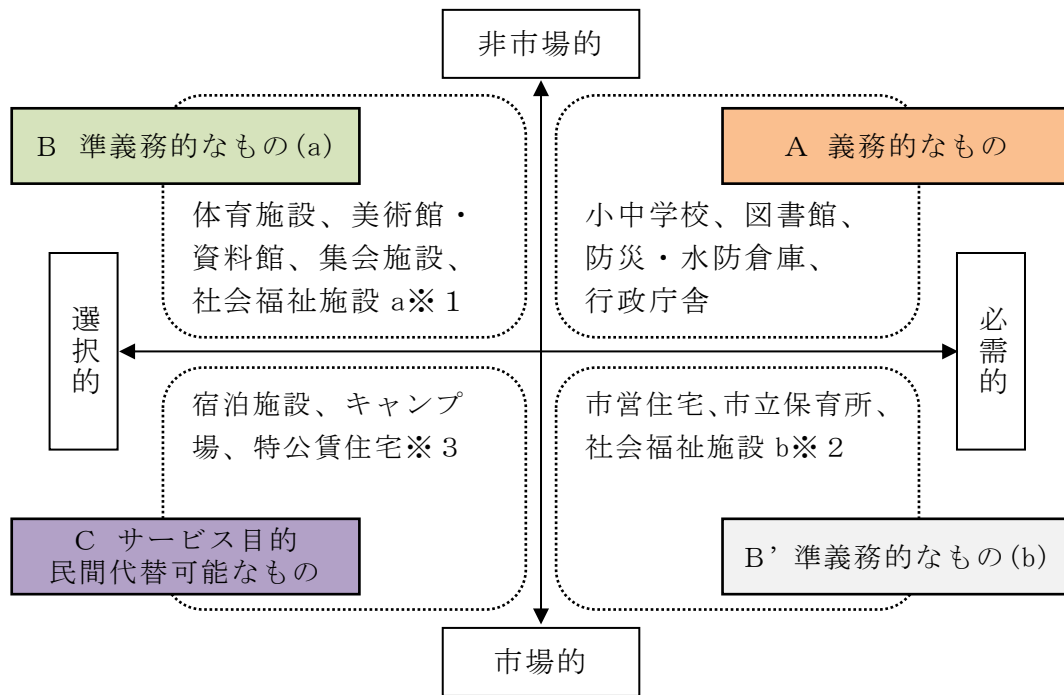 非市場的
B 準義務的なもの(a)
A 義務的なもの
体育施設、美術館・
資料館、集会施設、
社会福祉施設 a※１
小中学校、図書館、
防災・水防倉庫、
行政庁舎
選択的
必需的
宿泊施設、キャンプ
場、特公賃住宅※３
市営住宅、市立保育所、
社会福祉施設 b※２
C サービス目的
民間代替可能なもの
B’準義務的なもの(b)
市場的